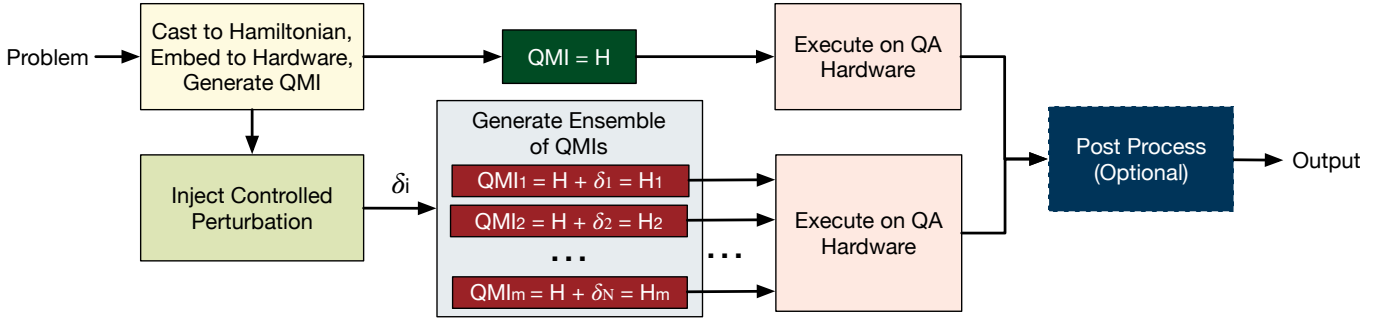 Problem
Cast to Hamiltonian,
Embed to Hardware,
Generate QMI
QMI = H
Execute on QA
Hardware
Inject Controlled
Perturbation
δi
Generate Ensemble
of QMIs
QMI1 = H + δ1 = H1
QMI2 = H + δ2 = H2
...
QMIm = H + δN = Hm
...
Execute on QA
Hardware
Post Process
(Optional)
Output